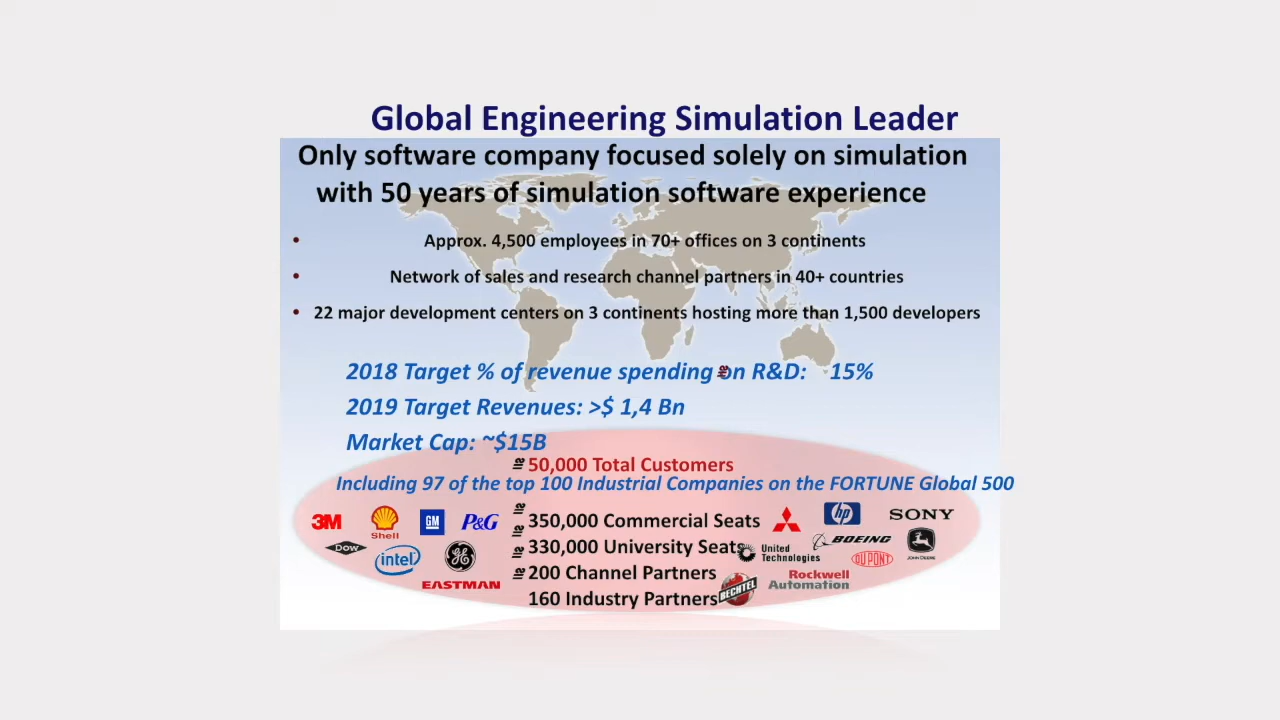 Global Engineering Simulation Leader
Only software company focused solely on simulation
with 50 years of simulation software experience
• Approx. 4,500 employees in 70+ offices on 3 continents
• Network of sales and research channel partners in 40+ countries
• 22 major development centers on 3 continents hosting more than 1,500 developers
2018 Target % of revenue spending on R&D: 15%
2019 Target Revenues: >$ 1,4 Bn
Market Cap: ~$15B
50,000 Total Customers
Including 97 of the top 100 Industrial Companies on the FORTUNE Global 500
350,000 Commercial Seats
330,000 University Seats
200 Channel Partners
160 Industry Partners
3M
Shell
GM
P&G
Dow
intel
GE
EASTMAN
hp
SONY
BOEING
JOHN DEERE
United
Technologies
DUPONT
BECHTEL
Rockwell
Automation